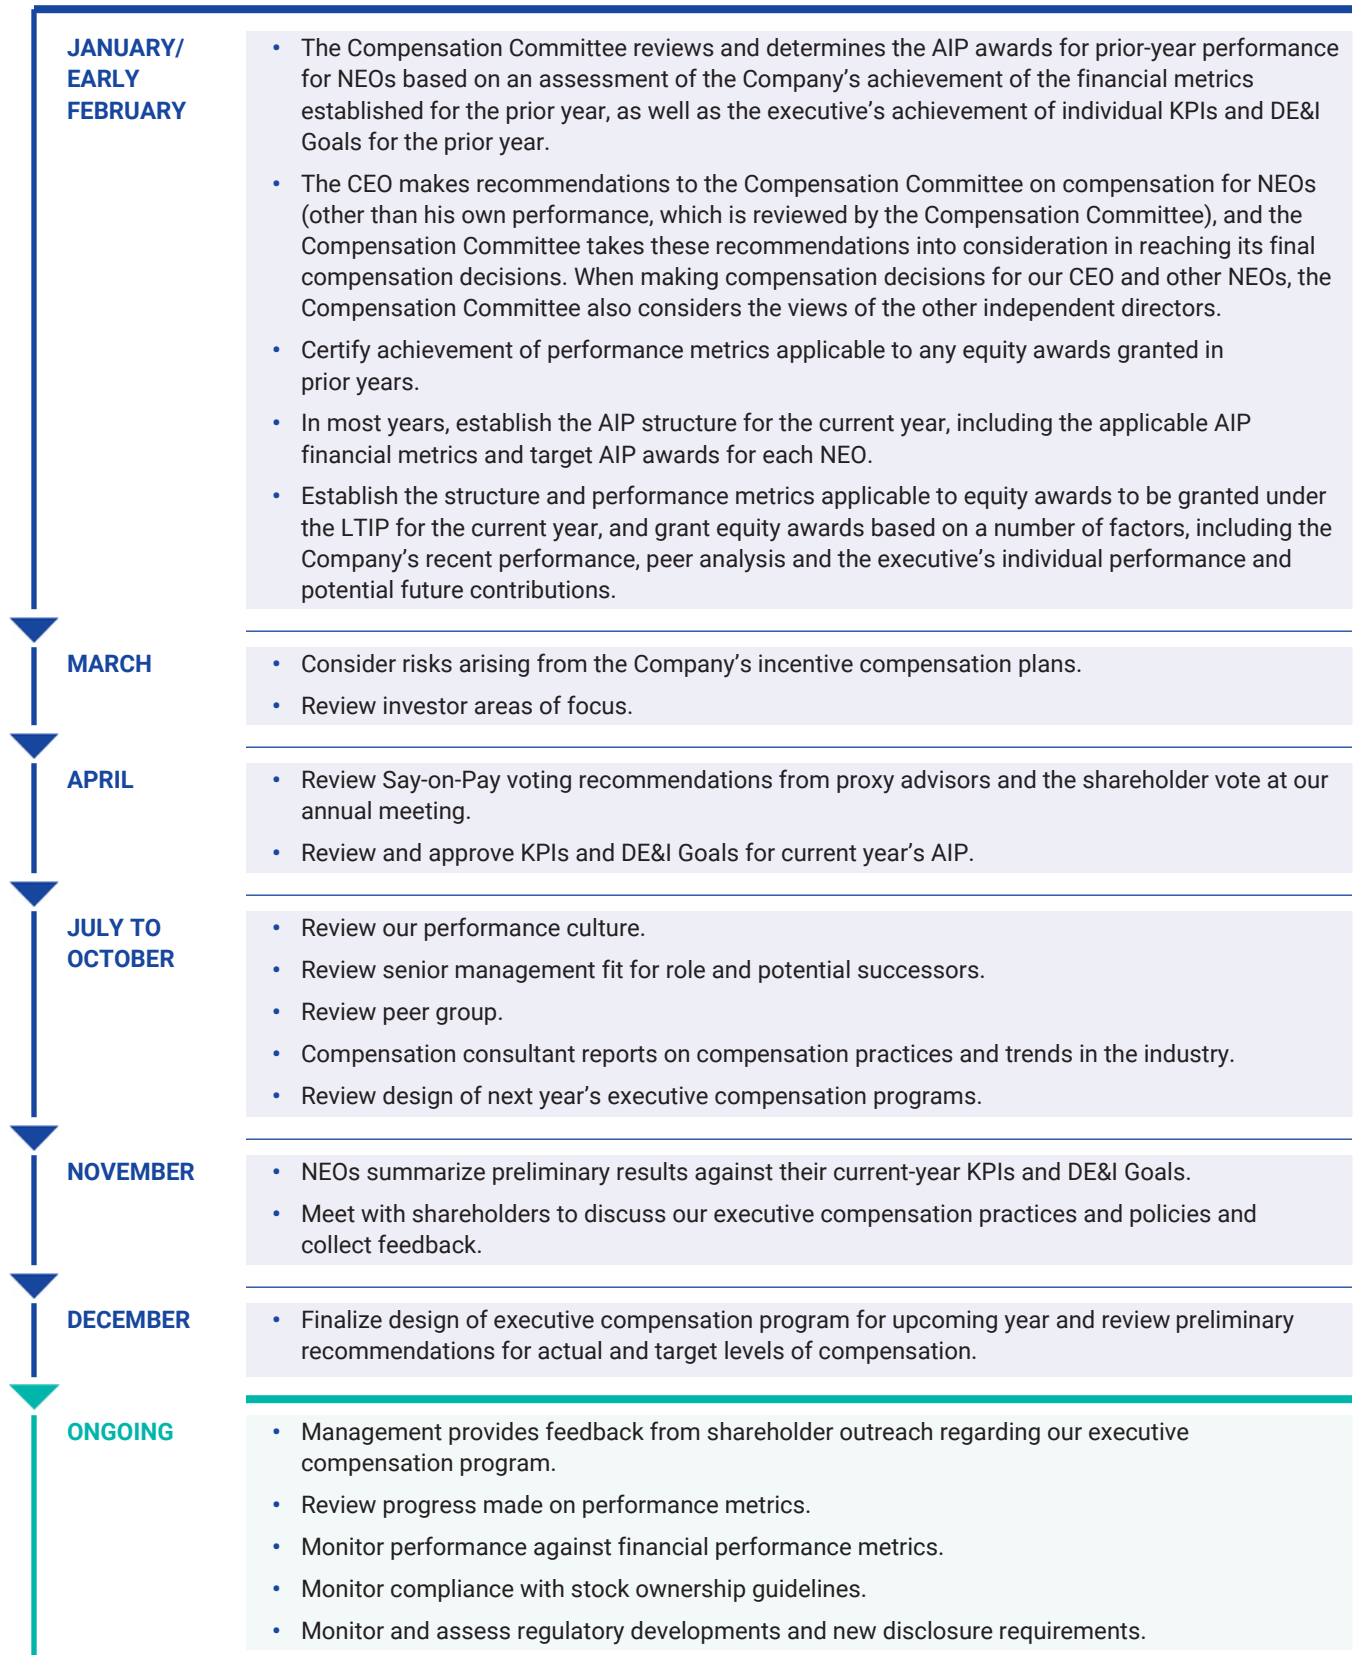 JANUARY/
EARLY
FEBRUARY
• The Compensation Committee reviews and determines the AIP awards for prior-year performance
for NEOs based on an assessment of the Company’s achievement of the financial metrics
established for the prior year, as well as the executive’s achievement of individual KPIs and DE&I
Goals for the prior year.
• The CEO makes recommendations to the Compensation Committee on compensation for NEOs
(other than his own performance, which is reviewed by the Compensation Committee), and the
Compensation Committee takes these recommendations into consideration in reaching its final
compensation decisions. When making compensation decisions for our CEO and other NEOs, the
Compensation Committee also considers the views of the other independent directors.
• Certify achievement of performance metrics applicable to any equity awards granted in
prior years.
• In most years, establish the AIP structure for the current year, including the applicable AIP
financial metrics and target AIP awards for each NEO.
• Establish the structure and performance metrics applicable to equity awards to be granted under
the LTIP for the current year, and grant equity awards based on a number of factors, including the
Company’s recent performance, peer analysis and the executive’s individual performance and
potential future contributions.
MARCH
• Consider risks arising from the Company’s incentive compensation plans.
• Review investor areas of focus.
APRIL
• Review Say-on-Pay voting recommendations from proxy advisors and the shareholder vote at our
annual meeting.
• Review and approve KPIs and DE&I Goals for current year’s AIP.
JULY TO
OCTOBER
• Review our performance culture.
• Review senior management fit for role and potential successors.
• Review peer group.
• Compensation consultant reports on compensation practices and trends in the industry.
• Review design of next year’s executive compensation programs.
NOVEMBER
• NEOs summarize preliminary results against their current-year KPIs and DE&I Goals.
• Meet with shareholders to discuss our executive compensation practices and policies and
collect feedback.
DECEMBER
• Finalize design of executive compensation program for upcoming year and review preliminary
recommendations for actual and target levels of compensation.
ONGOING
• Management provides feedback from shareholder outreach regarding our executive
compensation program.
• Review progress made on performance metrics.
• Monitor performance against financial performance metrics.
• Monitor compliance with stock ownership guidelines.
• Monitor and assess regulatory developments and new disclosure requirements.